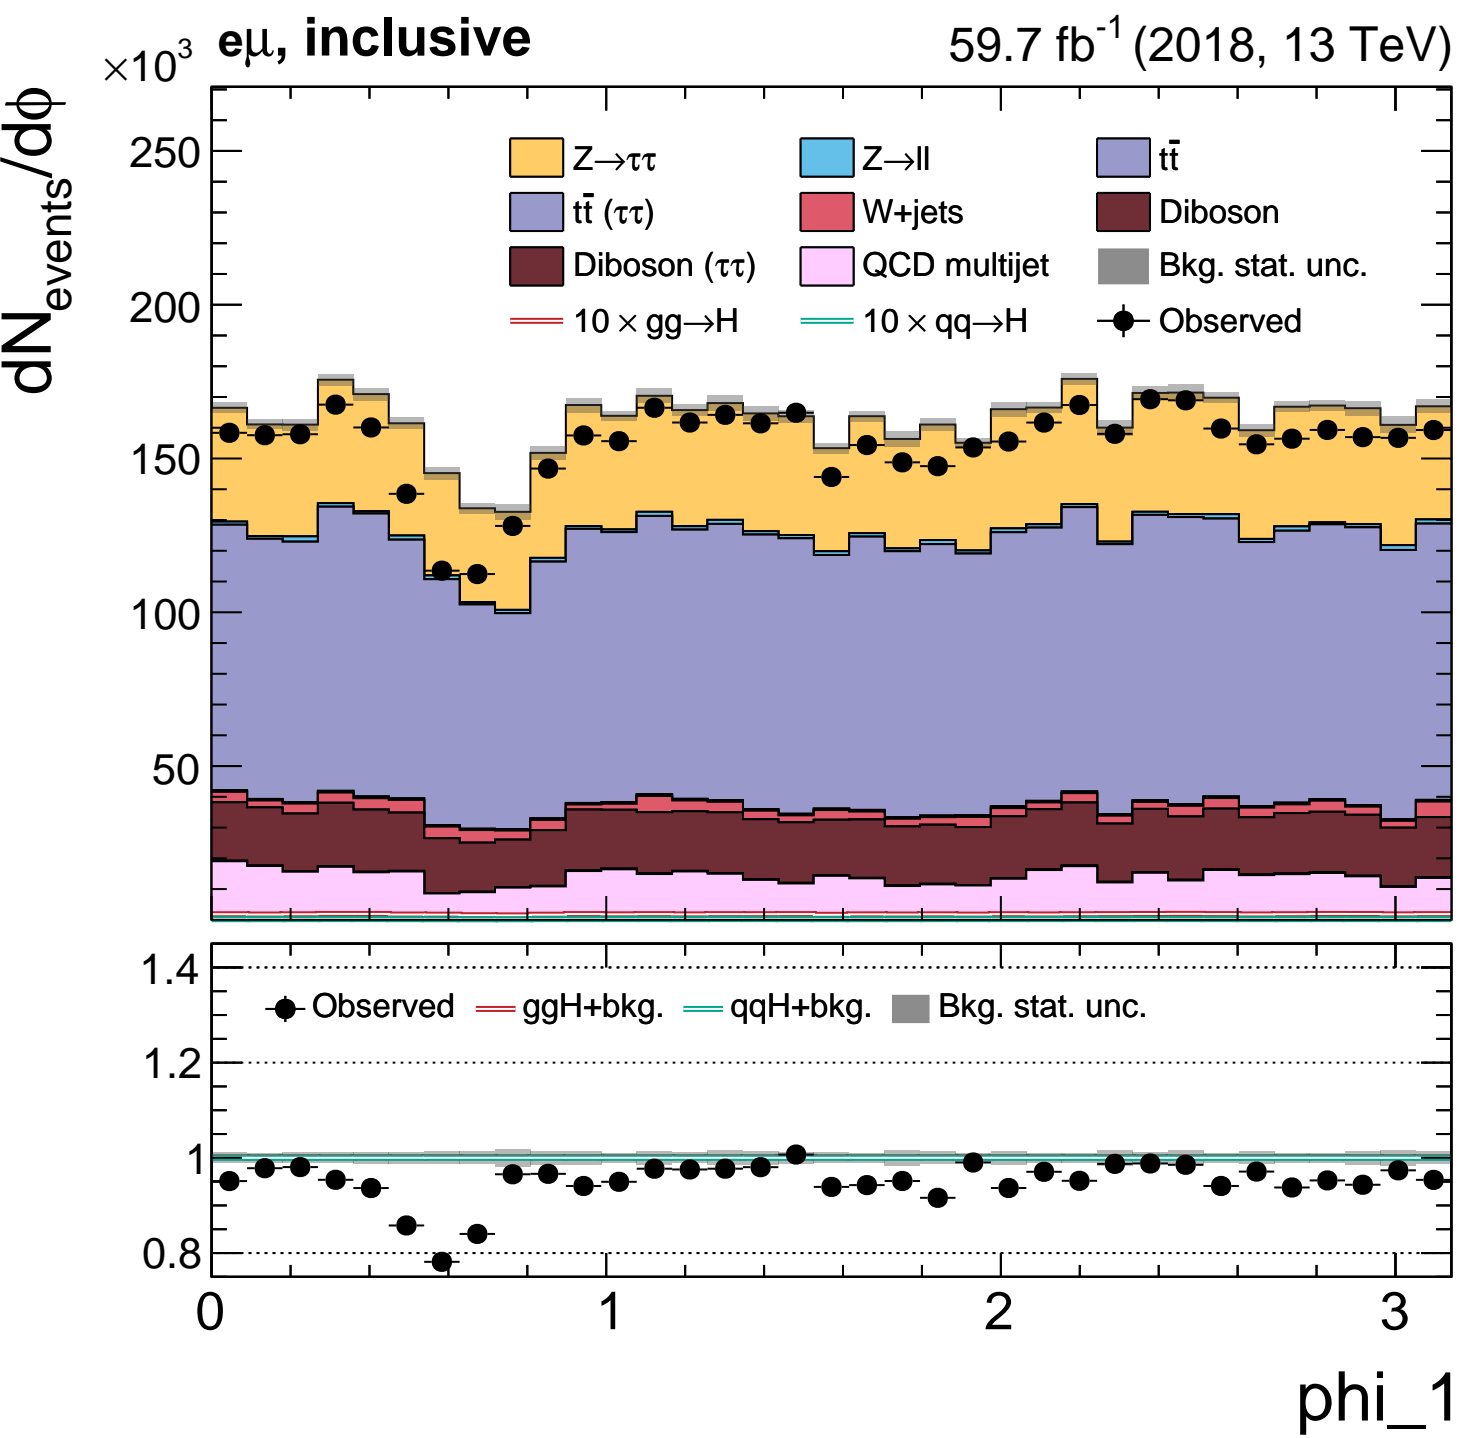 ×10³ eμ, inclusive 59.7 fb⁻¹ (2018, 13 TeV)
dN_events/dϕ
250
200
150
100
50
Z→ττ Z→ll tt̄
tt̄ (ττ) W+jets Diboson
Diboson (ττ) QCD multijet Bkg. stat. unc.
10 × gg→H 10 × qq→H Observed
1.4
1.2
1
0.8
Observed ggH+bkg. qqH+bkg. Bkg. stat. unc.
0 1 2 3
phi_1